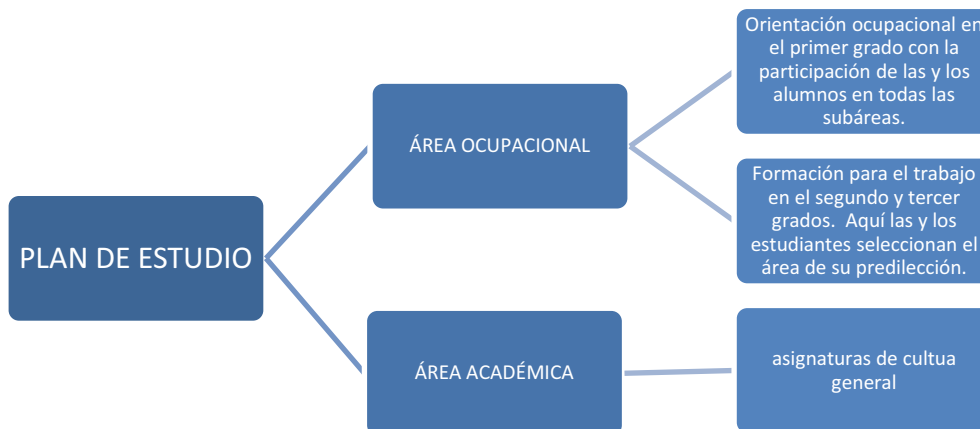 PLAN DE ESTUDIO
ÁREA OCUPACIONAL
Orientación ocupacional en
el primer grado con la
participación de las y los
alumnos en todas las
subáreas.
Formación para el trabajo
en el segundo y tercer
grados. Aquí las y los
estudiantes seleccionan el
área de su predilección.
ÁREA ACADÉMICA
asignaturas de cultua
general